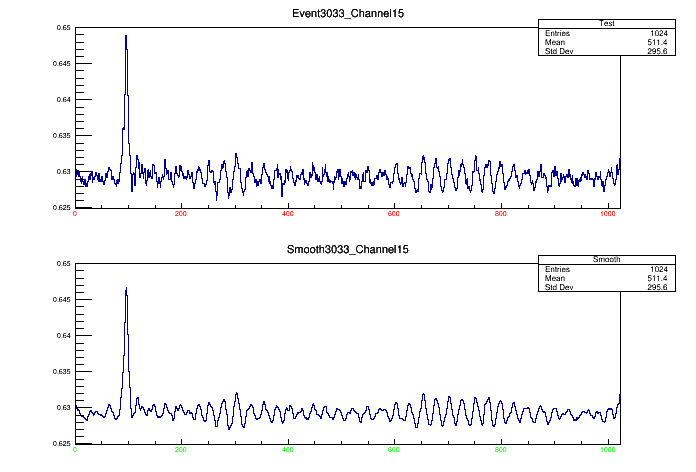 Event3033_Channel15
Test
Entries 1024
Mean 511.4
Std Dev 295.6
0.65
0.645
0.64
0.635
0.63
0.625
0 200 400 600 800 1000
Smooth3033_Channel15
Smooth
Entries 1024
Mean 511.4
Std Dev 295.6
0.65
0.645
0.64
0.635
0.63
0.625
0 200 400 600 800 1000